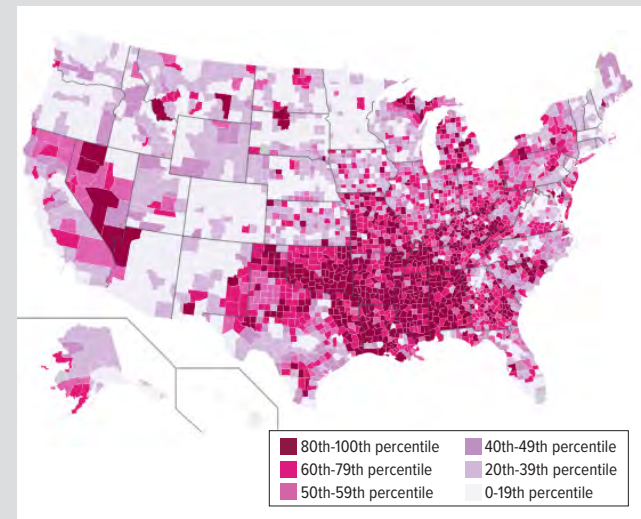 80th-100th percentile
60th-79th percentile
50th-59th percentile
40th-49th percentile
20th-39th percentile
0-19th percentile